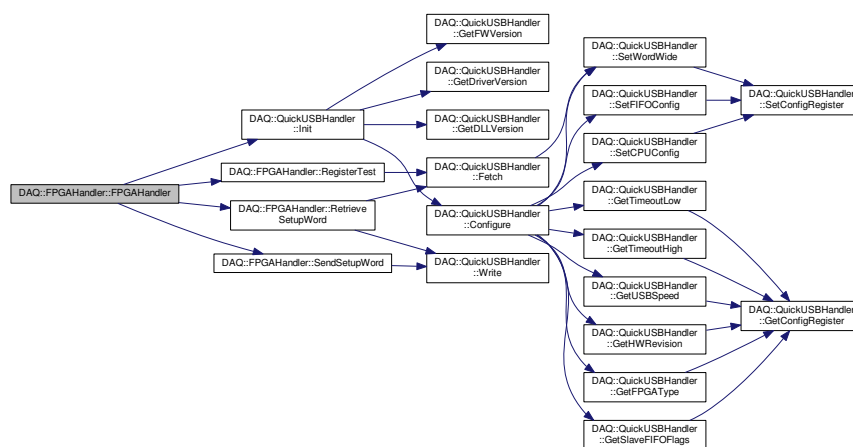 DAQ::FPGAHandler::FPGAHandler
DAQ::QuickUSBHandler
::Init
DAQ::FPGAHandler::RegisterTest
DAQ::FPGAHandler::Retrieve
SetupWord
DAQ::FPGAHandler::SendSetupWord
DAQ::QuickUSBHandler
::GetFWVersion
DAQ::QuickUSBHandler
::GetDriverVersion
DAQ::QuickUSBHandler
::GetDLLVersion
DAQ::QuickUSBHandler
::Fetch
DAQ::QuickUSBHandler
::Configure
DAQ::QuickUSBHandler
::Write
DAQ::QuickUSBHandler
::SetWordWide
DAQ::QuickUSBHandler
::SetFIFOConfig
DAQ::QuickUSBHandler
::SetCPUConfig
DAQ::QuickUSBHandler
::GetTimeoutLow
DAQ::QuickUSBHandler
::GetTimeoutHigh
DAQ::QuickUSBHandler
::GetUSBSpeed
DAQ::QuickUSBHandler
::GetHWRevision
DAQ::QuickUSBHandler
::GetFPGAType
DAQ::QuickUSBHandler
::GetSlaveFIFOFlags
DAQ::QuickUSBHandler
::SetConfigRegister
DAQ::QuickUSBHandler
::GetConfigRegister